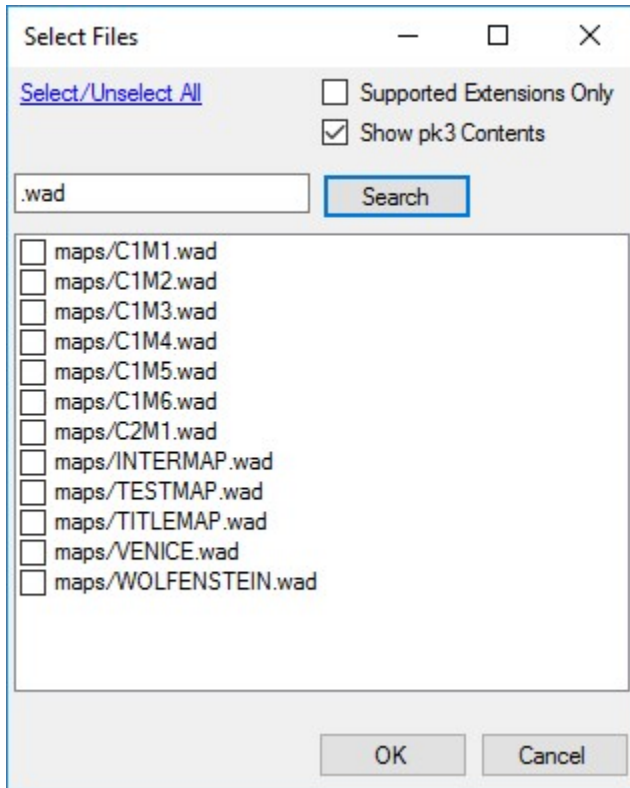 Select Files
Select/Unselect All
Supported Extensions Only
Show pk3 Contents
.wad
Search
maps/C1M1.wad
maps/C1M2.wad
maps/C1M3.wad
maps/C1M4.wad
maps/C1M5.wad
maps/C1M6.wad
maps/C2M1.wad
maps/INTERMAP.wad
maps/TESTMAP.wad
maps/TITLEMAP.wad
maps/VENICE.wad
maps/WOLFENSTEIN.wad
OK
Cancel